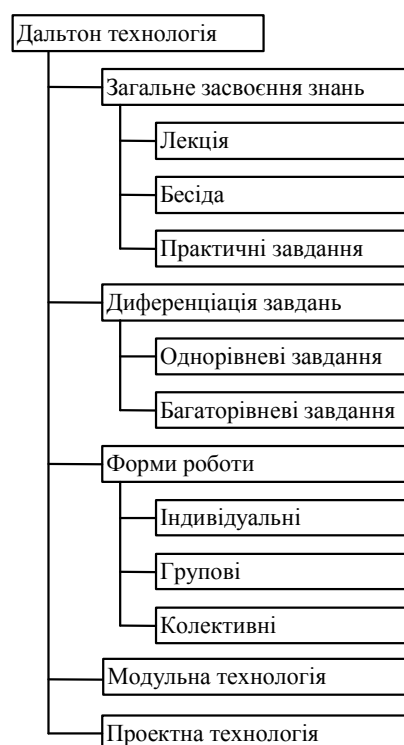 Дальтон технологія
Загальне засвоєння знань
Лекція
Бесіда
Практичні завдання
Диференціація завдань
Однорівневі завдання
Багаторівневі завдання
Форми роботи
Індивідуальні
Групові
Колективні
Модульна технологія
Проектна технологія